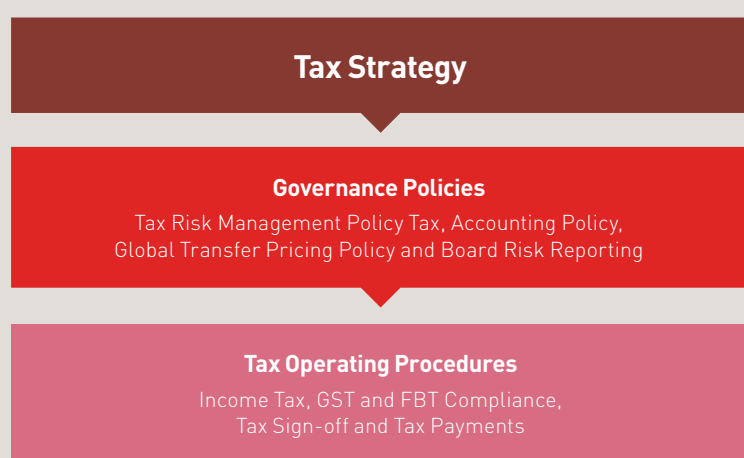 Tax Strategy
Governance Policies
Tax Risk Management Policy Tax, Accounting Policy,
Global Transfer Pricing Policy and Board Risk Reporting
Tax Operating Procedures
Income Tax, GST and FBT Compliance,
Tax Sign-off and Tax Payments